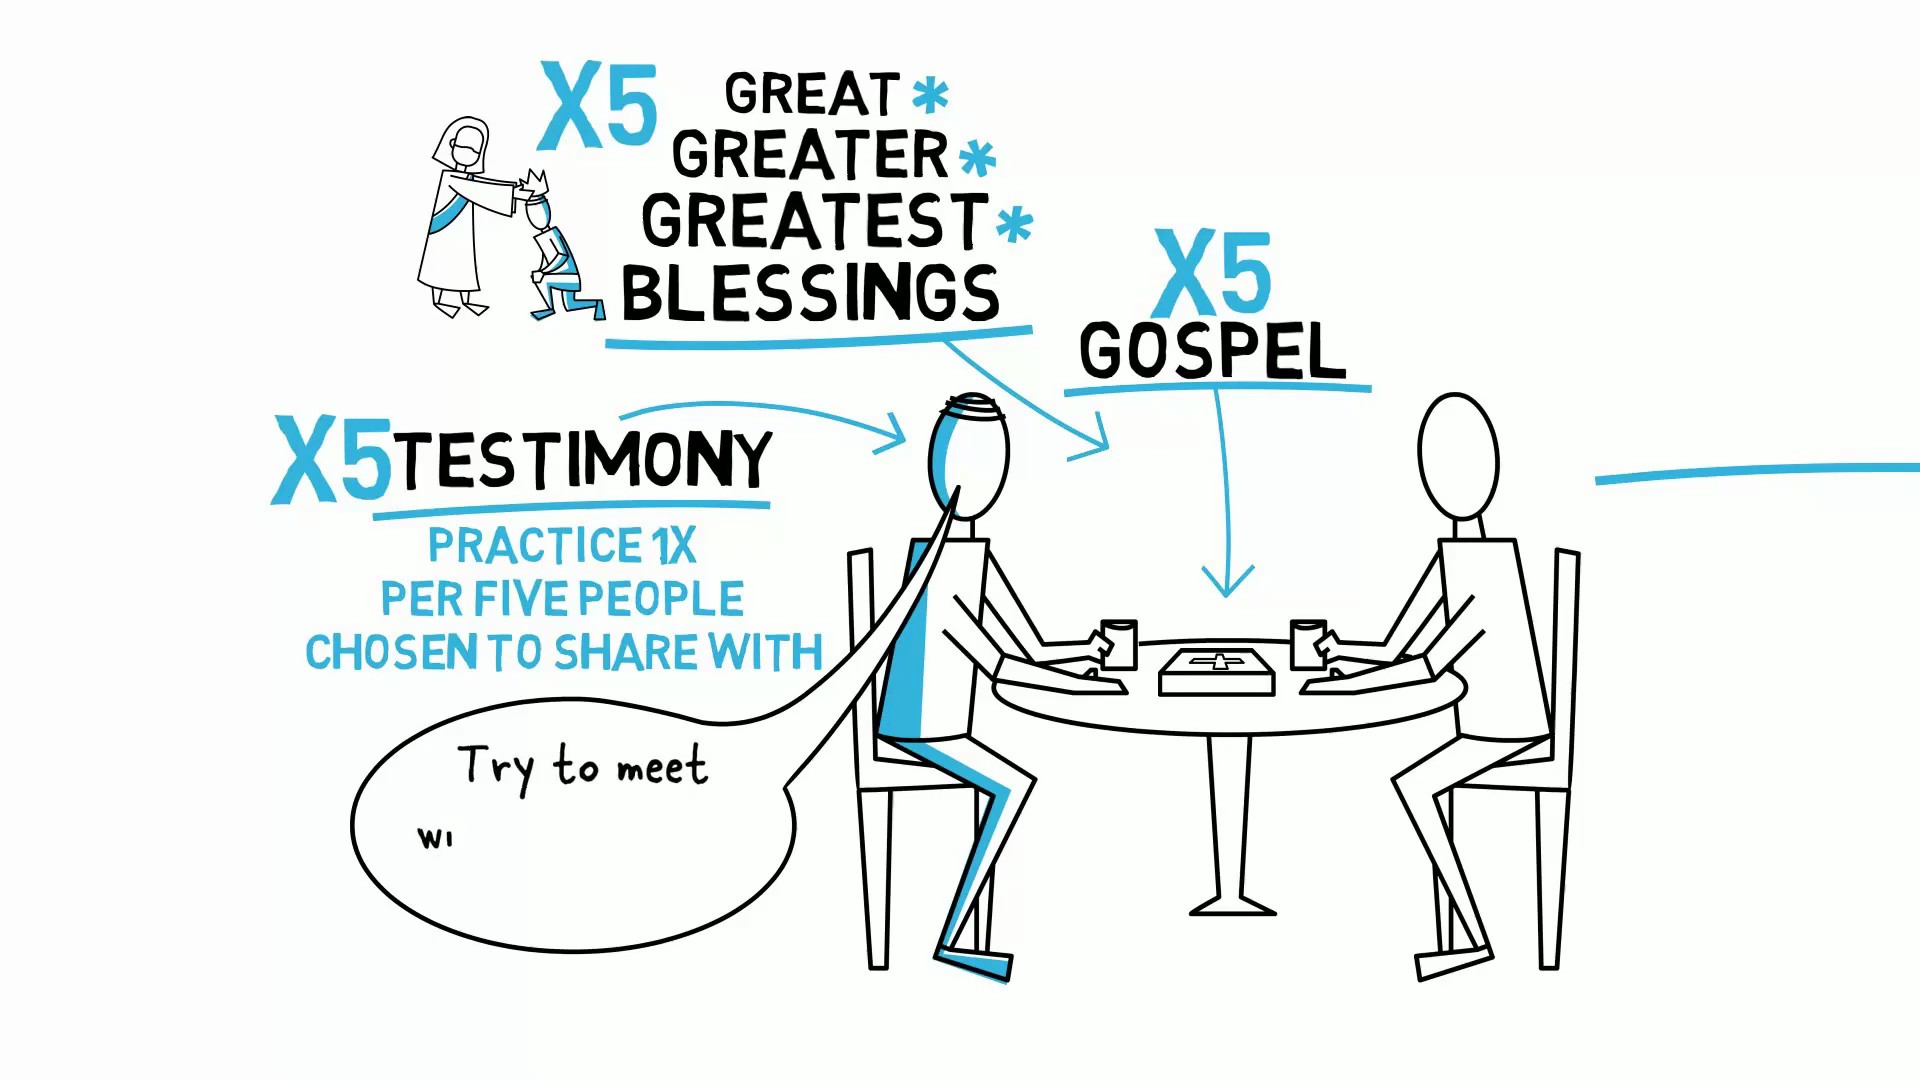 X5 GREAT *
GREATER *
GREATEST *
BLESSINGS
X5
GOSPEL
X5 TESTIMONY
PRACTICE 1X
PER FIVE PEOPLE
CHOSEN TO SHARE WITH
Try to meet
wi